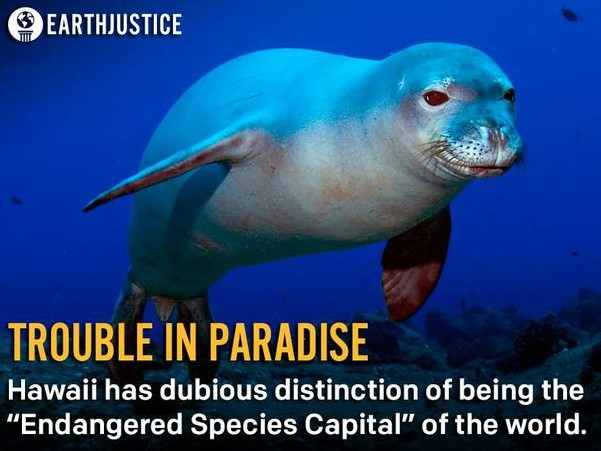 EARTHJUSTICE
TROUBLE IN PARADISE
Hawaii has dubious distinction of being the
“Endangered Species Capital” of the world.